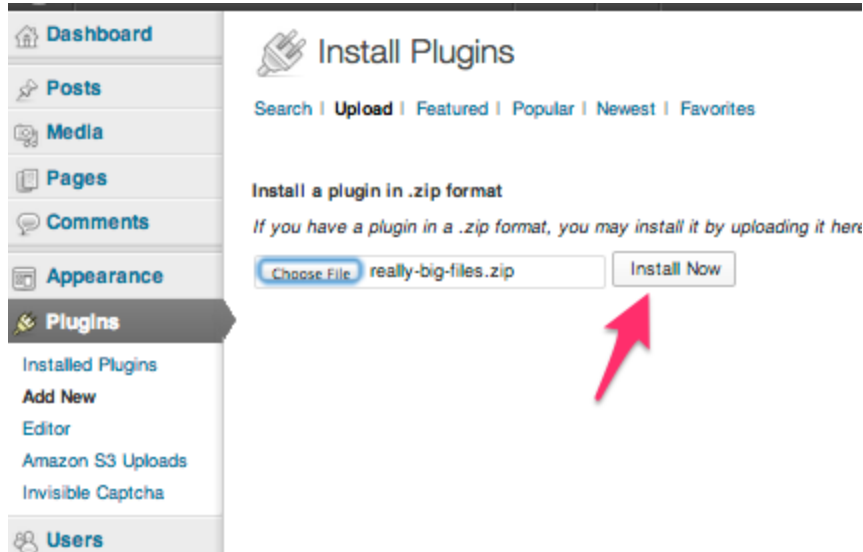 Dashboard
Posts
Media
Pages
Comments
Appearance
Plugins
Installed Plugins
Add New
Editor
Amazon S3 Uploads
Invisible Captcha
Users
Install Plugins
Search | Upload | Featured | Popular | Newest | Favorites
Install a plugin in .zip format
If you have a plugin in a .zip format, you may install it by uploading it here
Choose File really-big-files.zip Install Now